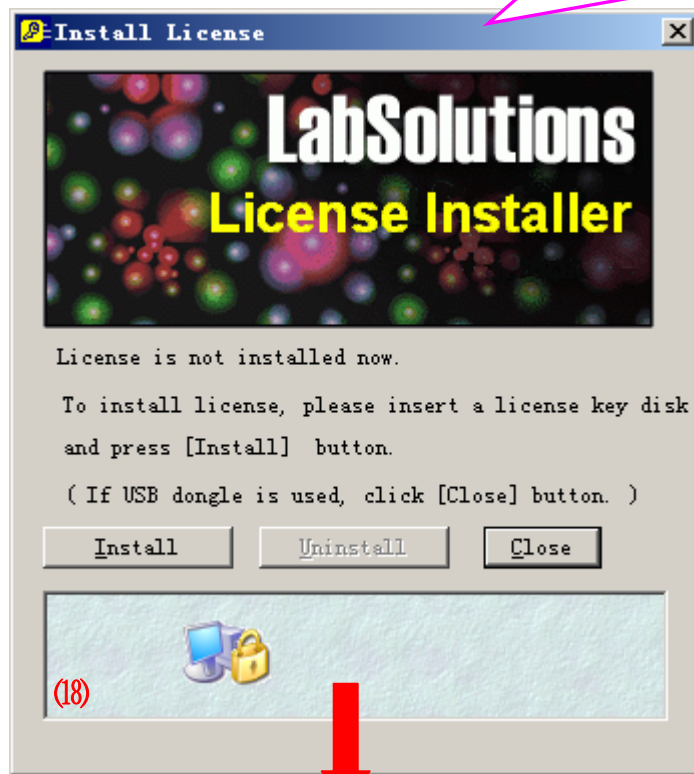 Install License
LabSolutions
License Installer
License is not installed now.
To install license, please insert a license key disk
and press [Install] button.
( If USB dongle is used, click [Close] button. )
Install Uninstall Close
(18)